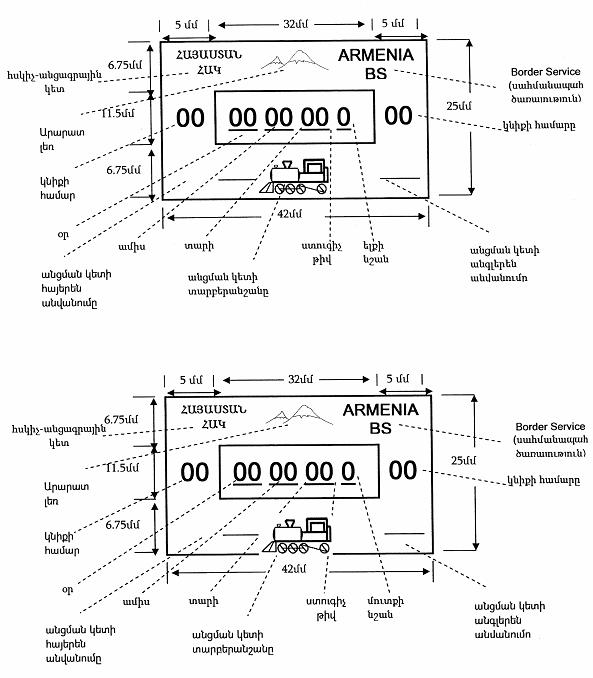 5 մմ
32մմ
5 մմ
6.75մմ
ՀԱՅԱՍՏԱՆ
ՀԱԿ
ARMENIA
BS
հսկիչ-անցագրային
կետ
Border Service
(սահմանապահ
ծառայություն)
11.5մմ
00
00 00 00 0
00
25մմ
կնիքի համարը
Արարատ
լեռ
6.75մմ
կնիքի
համար
42մմ
օր
ամիս
տարի
ստուգիչ
թիվ
ելքի
նշան
անցման կետի
անգլերեն
անվանումո
անցման կետի
հայերեն
անվանումը
անցման կետի
տարբերանշանը
5 մմ
32մմ
5 մմ
6.75մմ
ՀԱՅԱՍՏԱՆ
ՀԱԿ
ARMENIA
BS
հսկիչ-անցագրային
կետ
Border Service
(սահմանապահ
ծառայություն)
11.5մմ
00
00 00 00 0
00
25մմ
կնիքի համարը
Արարատ
լեռ
6.75մմ
կնիքի
համար
42մմ
օր
ամիս
տարի
ստուգիչ
թիվ
մուտքի
նշան
անցման կետի
անգլերեն
անմանումո
անցման կետի
հայերեն
անվանումը
անցման կետի
տարբերանշանը